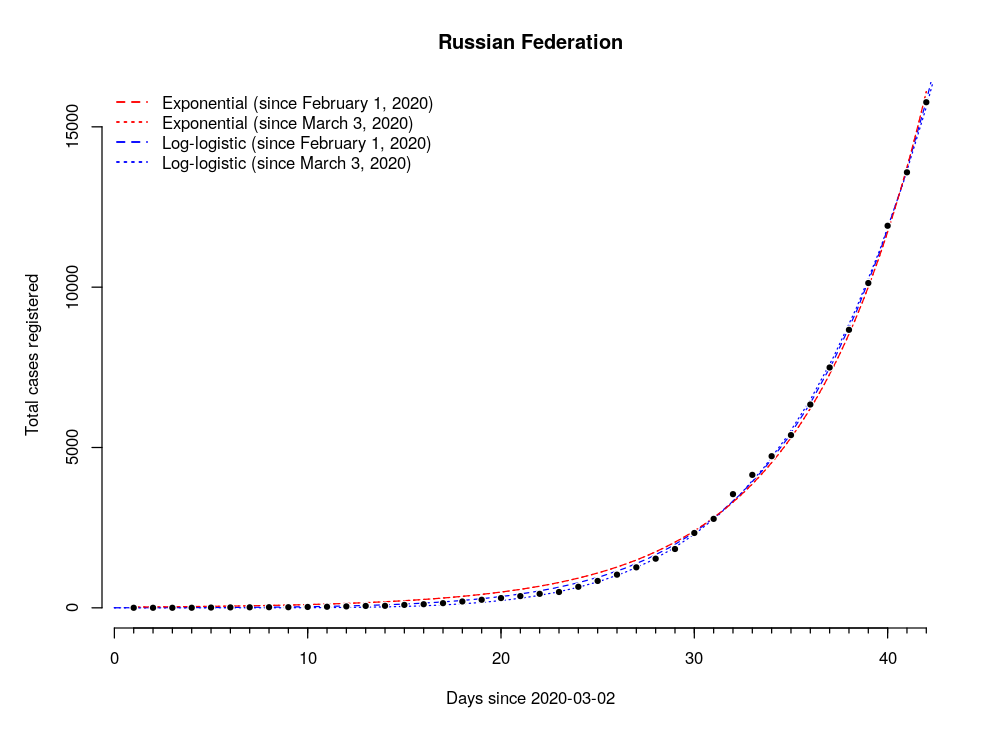 Russian Federation
Exponential (since February 1, 2020)
Exponential (since March 3, 2020)
Log-logistic (since February 1, 2020)
Log-logistic (since March 3, 2020)
Total cases registered
15000
10000
5000
0
0 10 20 30 40
Days since 2020-03-02